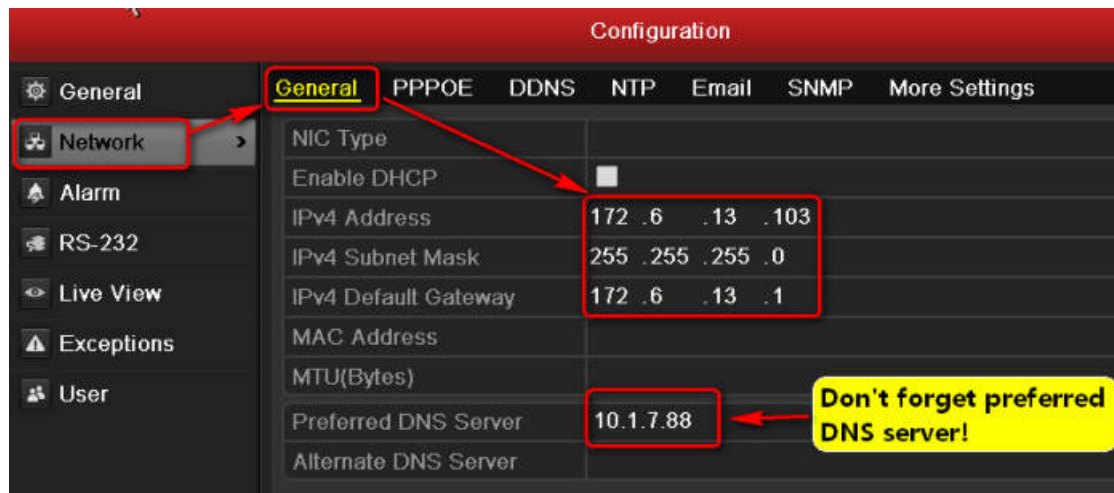 Configuration
General
Network
Alarm
RS-232
Live View
Exceptions
User
General PPPOE DDNS NTP Email SNMP More Settings
NIC Type
Enable DHCP
IPv4 Address 172 .6 .13 .103
IPv4 Subnet Mask 255 .255 .255 .0
IPv4 Default Gateway 172 .6 .13 .1
MAC Address
MTU(Bytes)
Preferred DNS Server 10.1.7.88
Alternate DNS Server
Don't forget preferred
DNS server!